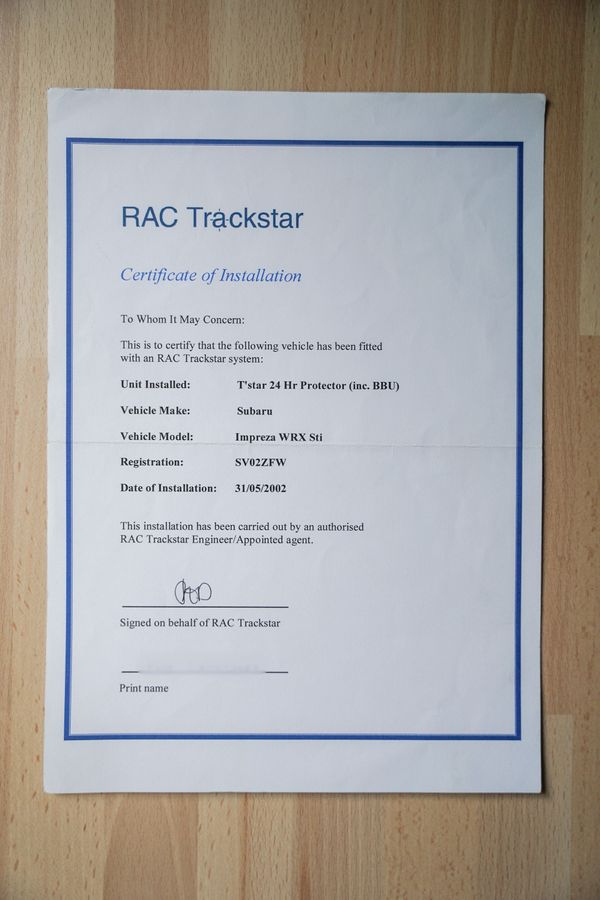 RAC Trackstar
Certificate of Installation
To Whom It May Concern:
This is to certify that the following vehicle has been fitted
with an RAC Trackstar system:
Unit Installed: T'star 24 Hr Protector (inc. BBU)
Vehicle Make: Subaru
Vehicle Model: Impreza WRX Sti
Registration: SV02ZFW
Date of Installation: 31/05/2002
This installation has been carried out by an authorised
RAC Trackstar Engineer/Appointed agent.
Signed on behalf of RAC Trackstar
Print name